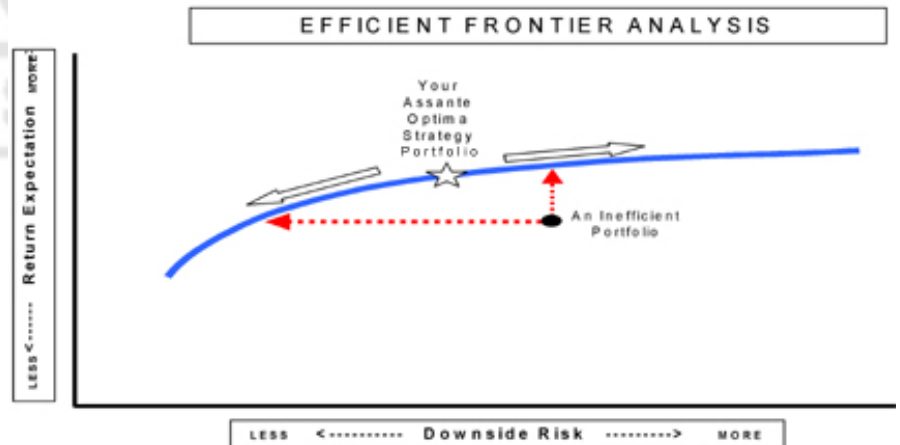 EFFICIENT FRONTIER ANALYSIS
LESS <------ Return Expectation MORE
Your
Assante
Optima
Strategy
Portfolio
An Inefficient
Portfolio
LESS <---------- Downside Risk ---------> MORE